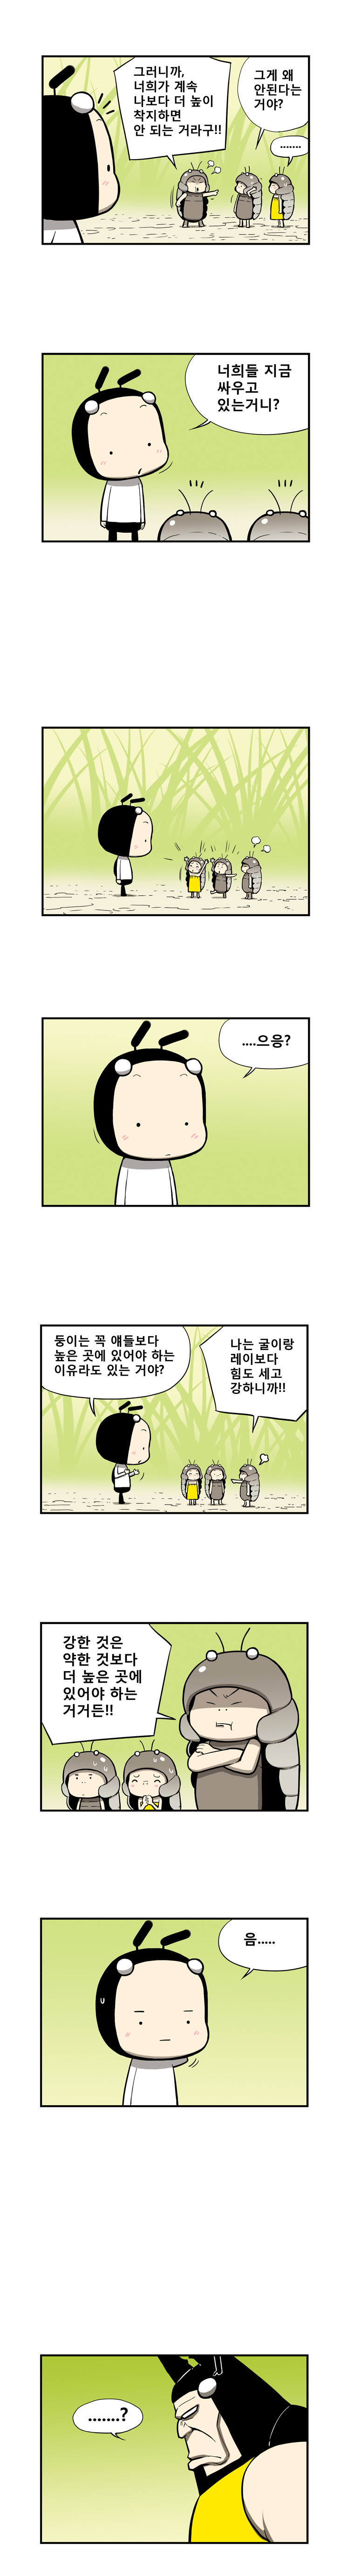 그러니까,
너희가 계속
나보다 더 높이
착지하면
안 되는 거라구!!
그게 왜
안된다는
거야?
.......
너희들 지금
싸우고
있는거니?
....으응?
둥이는 꼭 얘들보다
높은 곳에 있어야 하는
이유라도 있는 거야?
나는 굴이랑
레이보다
힘도 세고
강하니까!!
강한 것은
약한 것보다
더 높은 곳에
있어야 하는
거거든!!
음.....
.......?